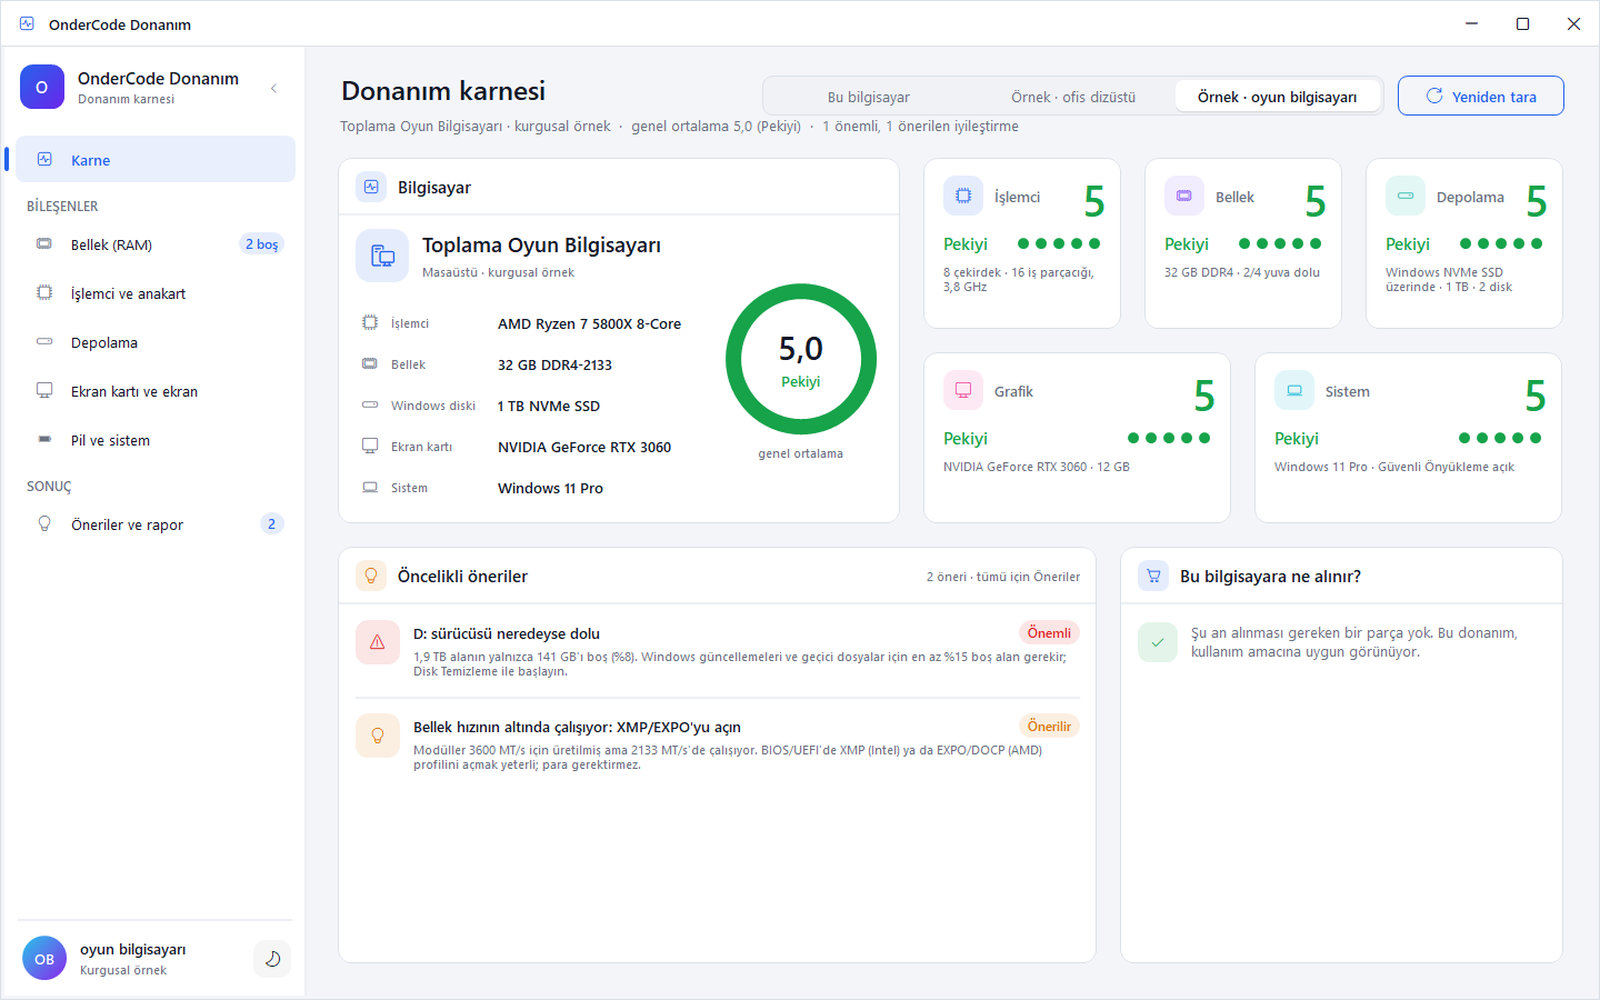 OnderCode Donanım
O
OnderCode Donanım
Donanım karnesi
Karne
BİLEŞENLER
Bellek (RAM)
2 boş
İşlemci ve anakart
Depolama
Ekran kartı ve ekran
Pil ve sistem
SONUÇ
Öneriler ve rapor
2
OB
oyun bilgisayarı
Kurgusal örnek
Donanım karnesi
Bu bilgisayar
Örnek · ofis dizüstü
Örnek · oyun bilgisayarı
Yeniden tara
Toplama Oyun Bilgisayarı · kurgusal örnek · genel ortalama 5,0 (Pekiyi) · 1 önemli, 1 önerilen iyileştirme
Bilgisayar
Toplama Oyun Bilgisayarı
Masaüstü · kurgusal örnek
İşlemci
AMD Ryzen 7 5800X 8-Core
Bellek
32 GB DDR4-2133
Windows diski
1 TB NVMe SSD
Ekran kartı
NVIDIA GeForce RTX 3060
Sistem
Windows 11 Pro
5,0
Pekiyi
genel ortalama
İşlemci
5
Pekiyi
8 çekirdek · 16 iş parçacığı,
3,8 GHz
Bellek
5
Pekiyi
32 GB DDR4 · 2/4 yuva dolu
Depolama
5
Pekiyi
Windows NVMe SSD
üzerinde · 1 TB · 2 disk
Grafik
5
Pekiyi
NVIDIA GeForce RTX 3060 · 12 GB
Sistem
5
Pekiyi
Windows 11 Pro · Güvenli Önyükleme açık
Öncelikli öneriler
2 öneri · tümü için Öneriler
D: sürücüsü neredeyse dolu
Önemli
1,9 TB alanın yalnızca 141 GB'ı boş (%8). Windows güncellemeleri ve geçici dosyalar için en az %15 boş alan gerekir;
Disk Temizleme ile başlayın.
Bellek hızının altında çalışıyor: XMP/EXPO'yu açın
Önerilir
Modüller 3600 MT/s için üretilmiş ama 2133 MT/s'de çalışıyor. BIOS/UEFI'de XMP (Intel) ya da EXPO/DOCP (AMD)
profilini açmak yeterli; para gerektirmez.
Bu bilgisayara ne alınır?
Şu an alınması gereken bir parça yok. Bu donanım,
kullanım amacına uygun görünüyor.